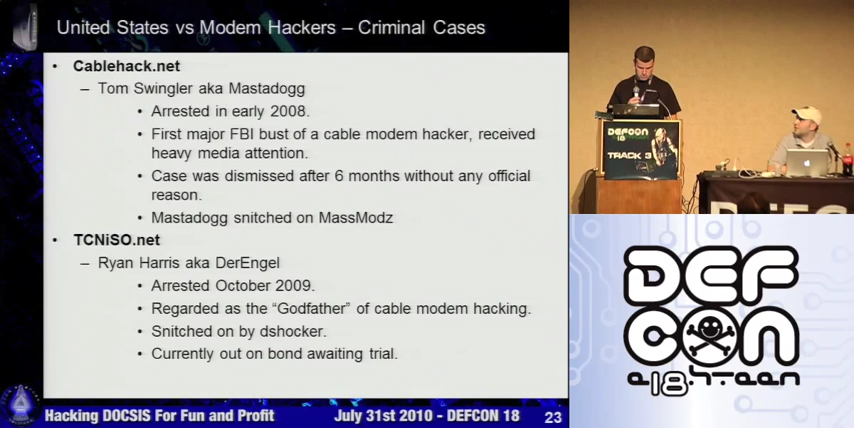 United States vs Modem Hackers – Criminal Cases
• Cablehack.net
– Tom Swingler aka Mastadogg
• Arrested in early 2008.
• First major FBI bust of a cable modem hacker, received
heavy media attention.
• Case was dismissed after 6 months without any official
reason.
• Mastadogg snitched on MassModz
• TCNiSO.net
– Ryan Harris aka DerEngel
• Arrested October 2009.
• Regarded as the “Godfather” of cable modem hacking.
• Snitched on by dshocker.
• Currently out on bond awaiting trial.
Hacking DOCSIS For Fun and Profit
July 31st 2010 - DEFCON 18
23
DEFCON
18
TRACK 3
DEF
CON
e.18.h.teen